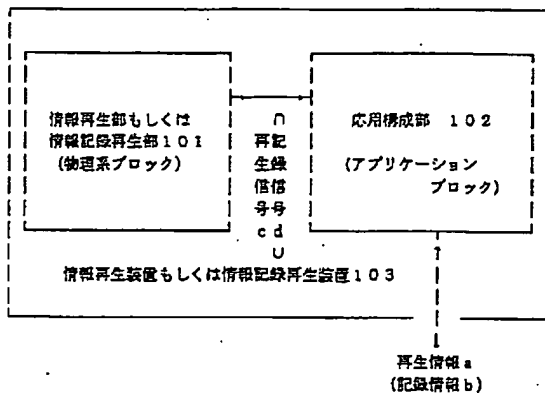 情報再生部もしくは
情報記録再生部101
(物理系ブロック)
再生信号c
(記録信号d)
応用構成部 102
(アプリケーション
ブロック)
情報再生装置もしくは情報記録再生装置103
再生情報a
(記録情報b)